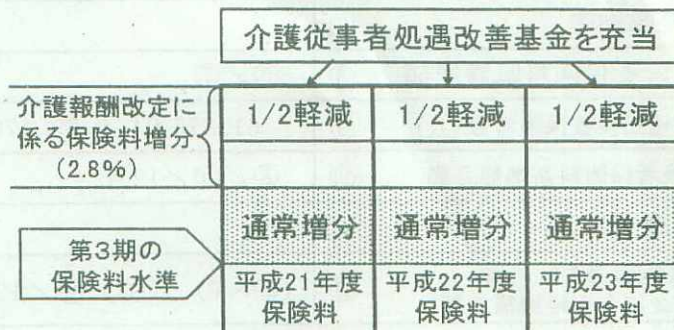 介護従事者処遇改善基金を充当
介護報酬改定に
係る保険料増分
(2.8%)
1/2軽減
1/2軽減
1/2軽減
通常増分
通常増分
通常増分
第3期の
保険料水準
平成21年度
保険料
平成22年度
保険料
平成23年度
保険料